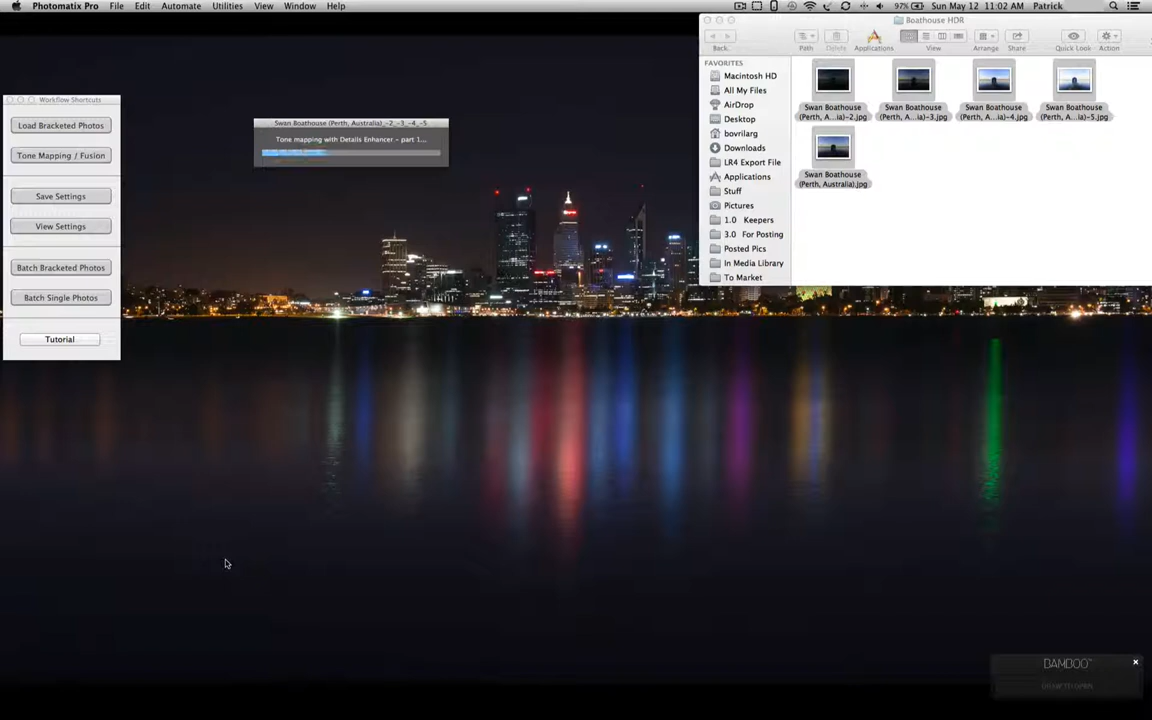 Photomatix Pro File Edit Automate Utilities View Window Help
97% Sun May 12 11:02 AM Patrick
Boathouse HDR
Back
Path
Delete
Applications
View
Arrange
Share
Quick Look
Action
FAVORITES
Macintosh HD
All My Files
AirDrop
Desktop
bovrilarg
Downloads
LR4 Export File
Applications
Stuff
Pictures
1.0 Keepers
3.0 For Posting
Posted Pics
In Media Library
To Market
Swan Boathouse
(Perth, A...ia)-2.jpg
Swan Boathouse
(Perth, A...ia)-3.jpg
Swan Boathouse
(Perth, A...ia)-4.jpg
Swan Boathouse
(Perth, A...ia)-5.jpg
Swan Boathouse
(Perth, Australia).jpg
Workflow Shortcuts
Load Bracketed Photos
Tone Mapping / Fusion
Save Settings
View Settings
Batch Bracketed Photos
Batch Single Photos
Tutorial
Swan Boathouse (Perth, Australia)_-2_-3_-4_-5
Tone mapping with Details Enhancer - part 1...
BAMBOO™